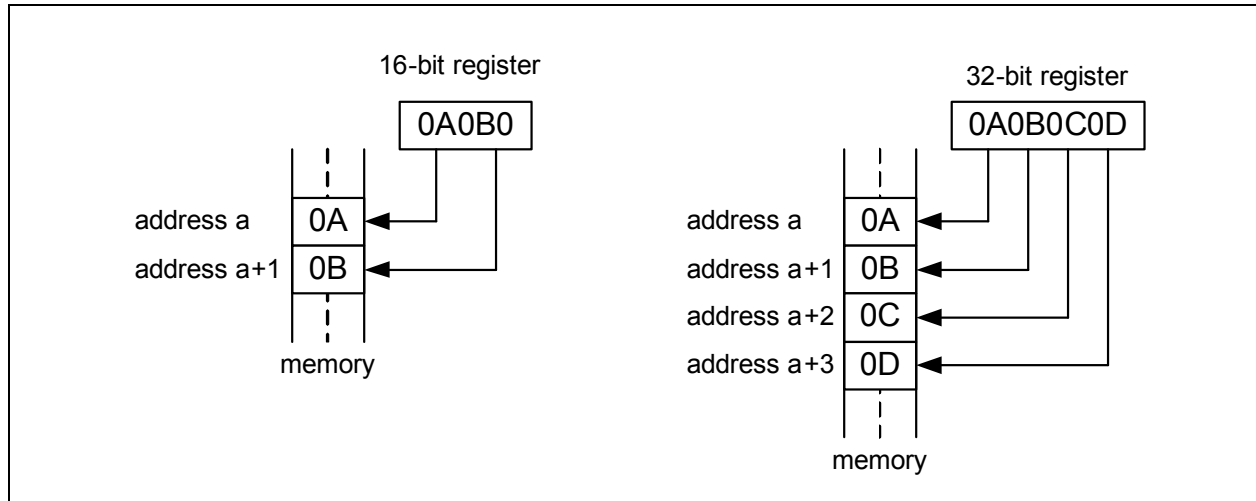 16-bit register
0A0B0
address a
0A
address a+1
0B
memory
32-bit register
0A0B0C0D
address a
0A
address a+1
0B
address a+2
0C
address a+3
0D
memory